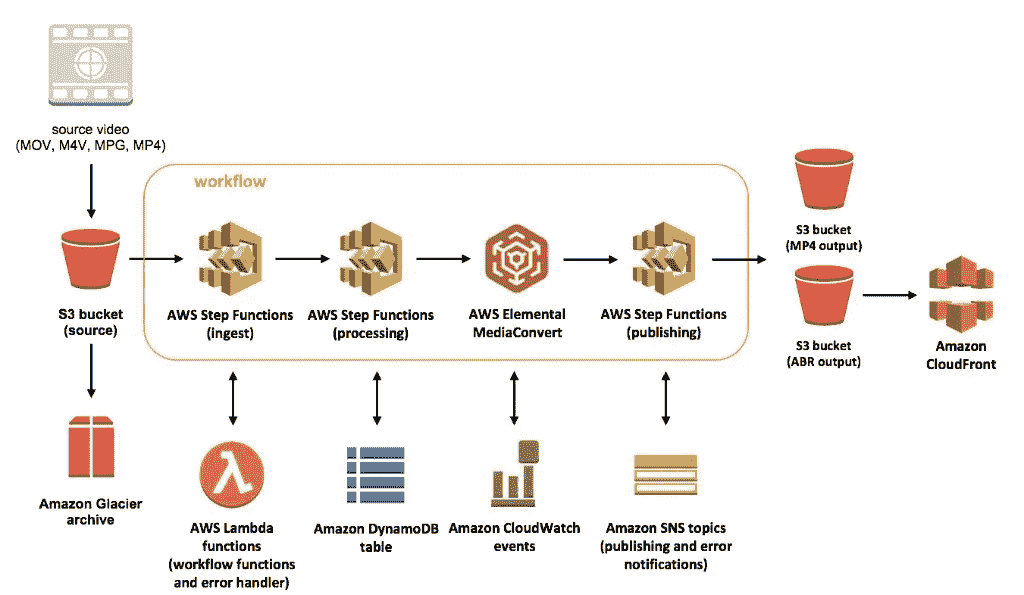 source video
(MOV, M4V, MPG, MP4)
workflow
S3 bucket
(source)
AWS Step Functions
(ingest)
AWS Step Functions
(processing)
AWS Elemental
MediaConvert
AWS Step Functions
(publishing)
S3 bucket
(MP4 output)
S3 bucket
(ABR output)
Amazon
CloudFront
Amazon Glacier
archive
AWS Lambda
functions
(workflow functions
and error handler)
Amazon DynamoDB
table
Amazon CloudWatch
events
Amazon SNS topics
(publishing and error
notifications)